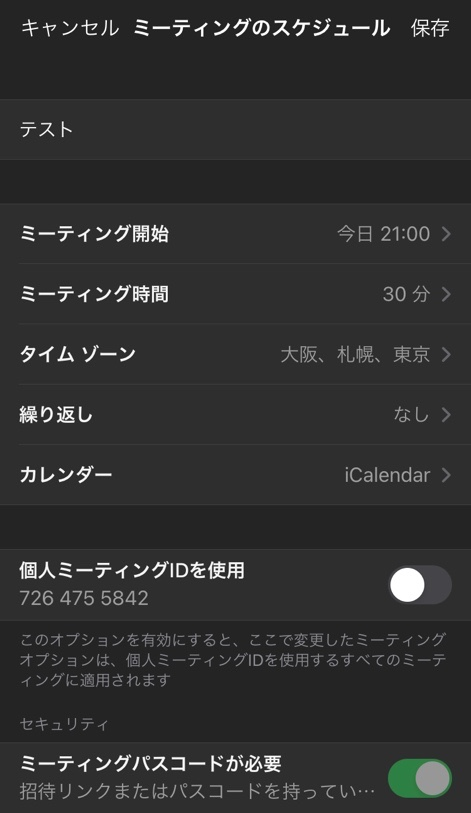 キャンセル ミーティングのスケジュール 保存
テスト
ミーティング開始 今日 21:00
ミーティング時間 30 分
タイム ゾーン 大阪、札幌、東京
繰り返し なし
カレンダー iCalendar
個人ミーティングIDを使用
726 475 5842
このオプションを有効にすると、ここで変更したミーティング
オプションは、個人ミーティングIDを使用するすべてのミーテ
ィングに適用されます
セキュリティ
ミーティングパスコードが必要
招待リンクまたはパスコードを持ってい…